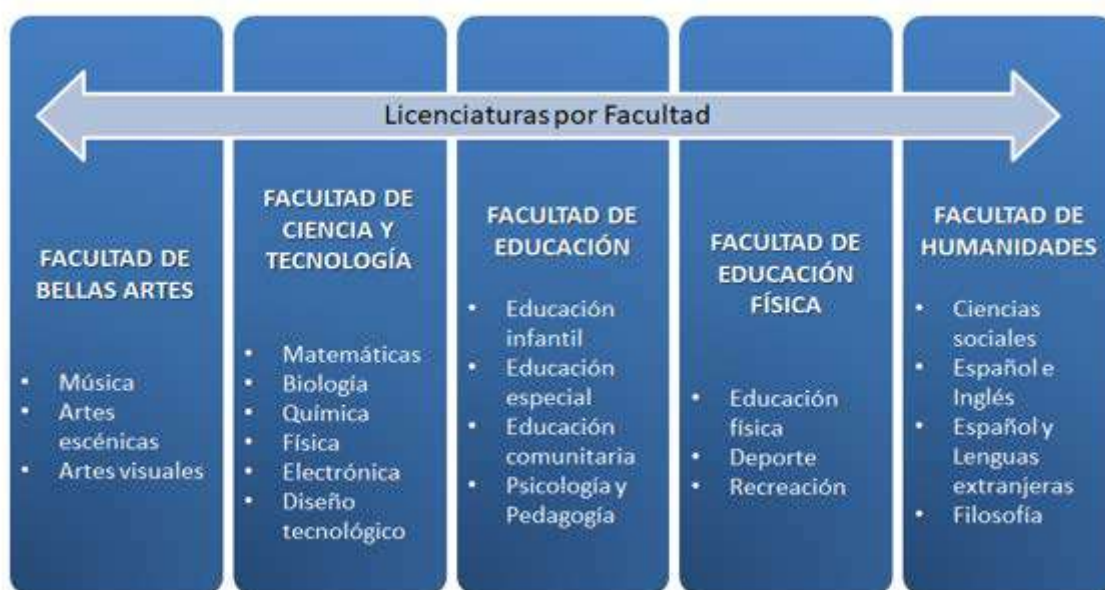 Licenciaturas por Facultad
FACULTAD DE
BELLAS ARTES
• Música
• Artes
escénicas
• Artes visuales
FACULTAD DE
CIENCIA Y
TECNOLOGÍA
• Matemáticas
• Biología
• Química
• Física
• Electrónica
• Diseño
tecnológico
FACULTAD DE
EDUCACIÓN
• Educación
infantil
• Educación
especial
• Educación
comunitaria
• Psicología y
Pedagogía
FACULTAD DE
EDUCACIÓN
FÍSICA
• Educación
física
• Deporte
• Recreación
FACULTAD DE
HUMANIDADES
• Ciencias
sociales
• Español e
Inglés
• Español y
Lenguas
extranjeras
• Filosofía